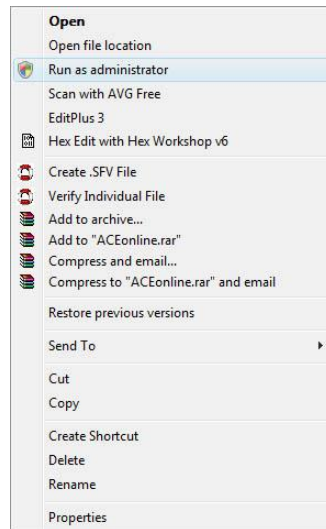 Open
Open file location
Run as administrator
Scan with AVG Free
EditPlus 3
Hex Edit with Hex Workshop v6
Create .SFV File
Verify Individual File
Add to archive...
Add to "ACEonline.rar"
Compress and email...
Compress to "ACEonline.rar" and email
Restore previous versions
Send To
Cut
Copy
Create Shortcut
Delete
Rename
Properties